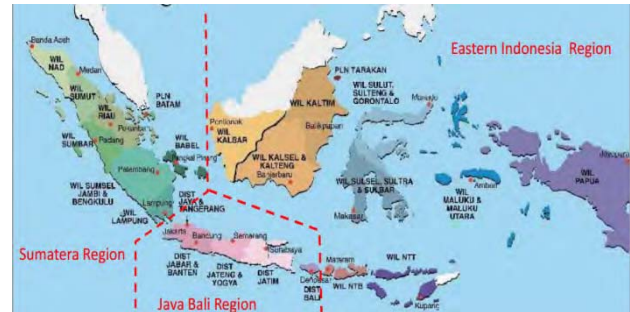 Banda Aceh
WIL
NAD
Medan
WIL
SUMUT
WIL
RIAU
Pekanbaru
WIL
SUMBAR
Padang
PLN
BATAM
WIL
BABEL
Pangkal Pinang
Palembang
WIL SUMSEL
JAMBI &
BENGKULU
Lampung
WIL
LAMPUNG
DIST
JAYA &
TANGERANG
Jakarta
Bandung
Semarang
Surabaya
DIST
JABAR &
BANTEN
DIST
JATENG &
YOGYA
DIST
JATIM
Sumatera Region
Java Bali Region
Eastern Indonesia Region
Pontianak
WIL
KALBAR
WIL KALTIM
Balikpapan
WIL KALSEL &
KALTENG
Banjarbaru
PLN TARAKAN
WIL SULUT,
SULTENG &
GORONTALO
Manado
WIL SULSEL, SULTRA
& SULBAR
Makasar
Ambon
WIL
MALUKU &
MALUKU
UTARA
WIL
PAPUA
Denpasar
DIST
BALI
Mataram
WIL NTB
WIL NTT
Kupang